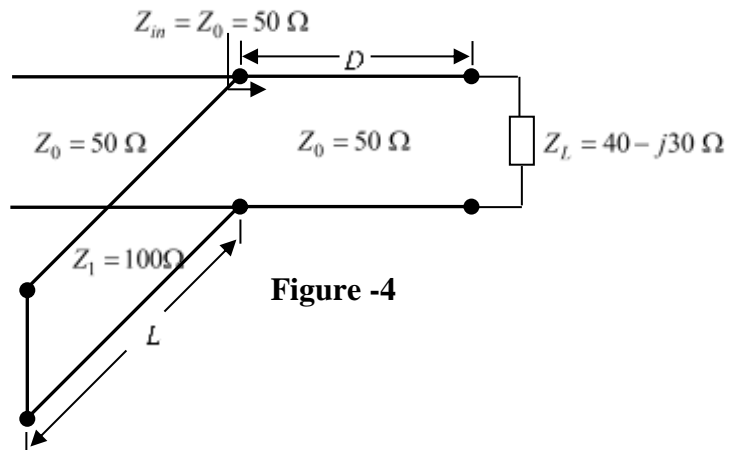 Z_in = Z_0 = 50 Ω
D
Z_0 = 50 Ω
Z_0 = 50 Ω
Z_L = 40 − j30 Ω
Z_1 = 100Ω
Figure -4
L